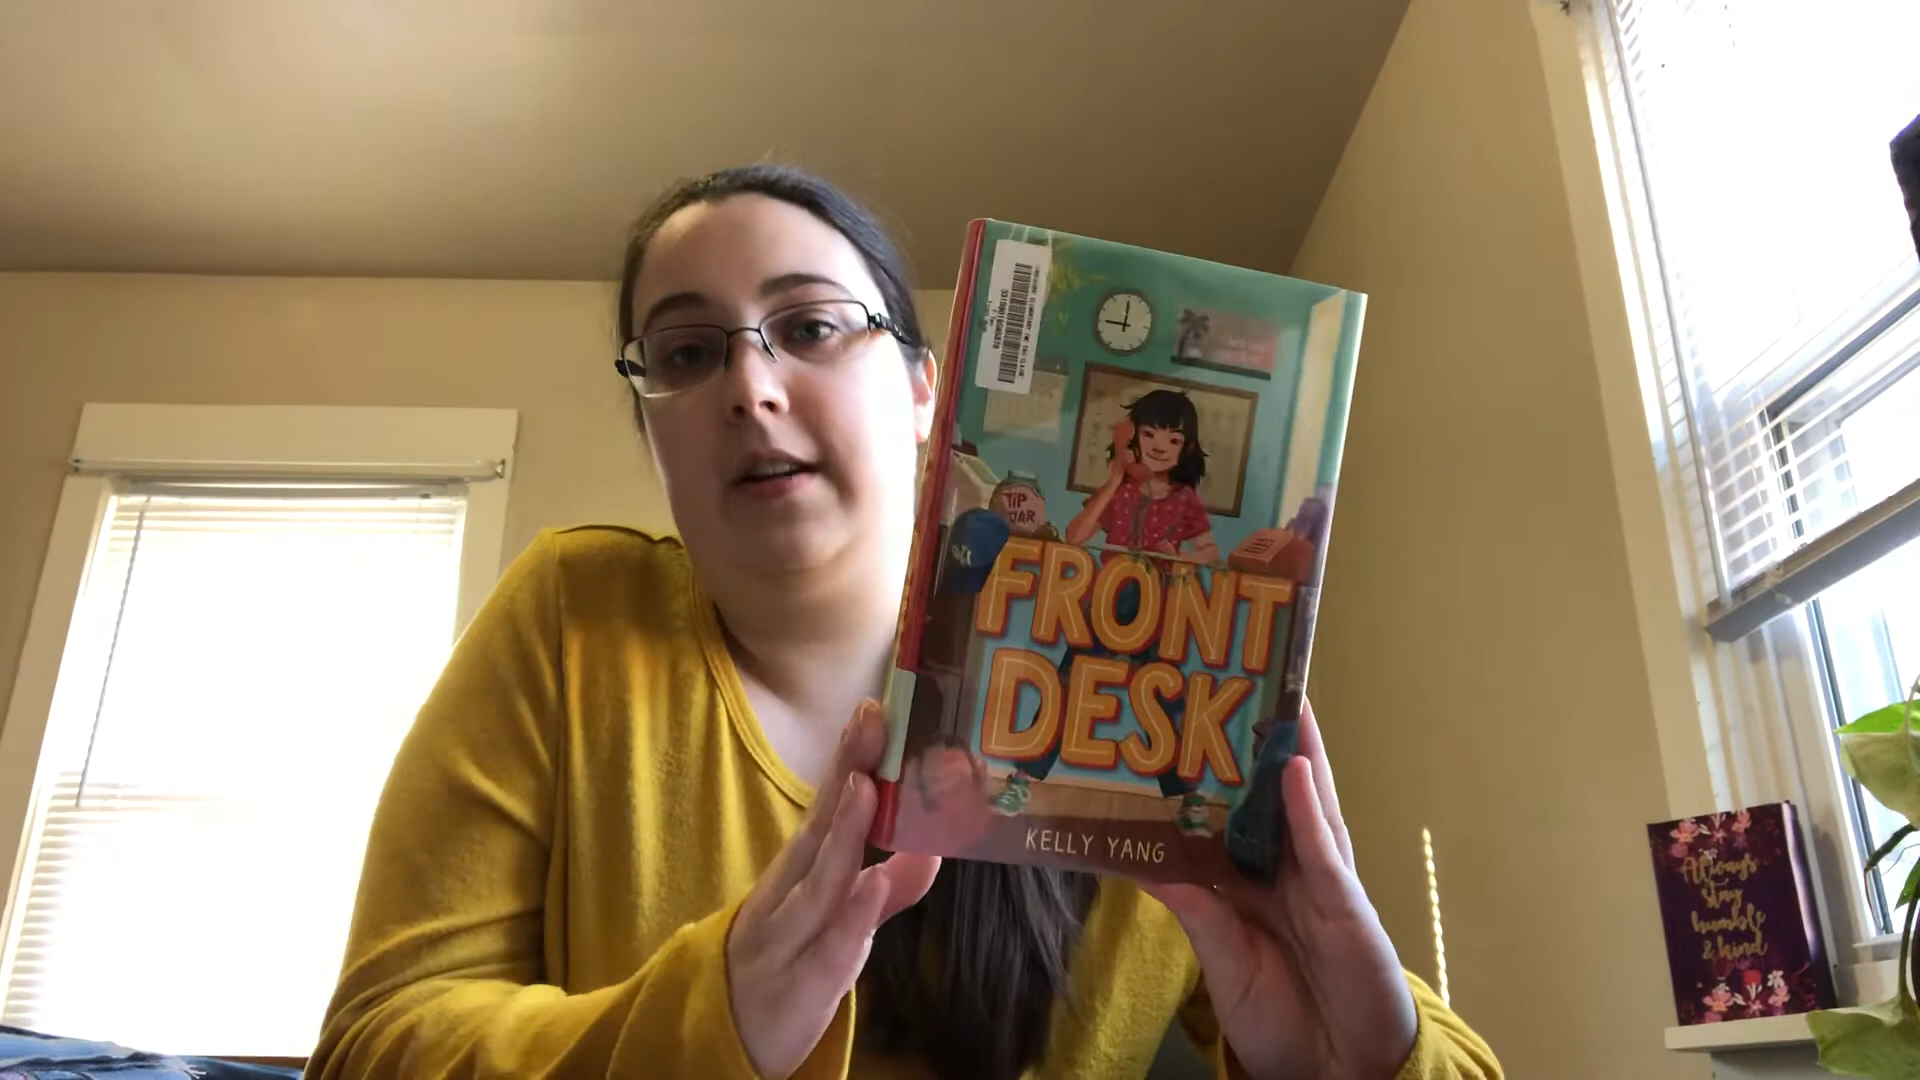 TIP
JAR
FRONT
DESK
KELLY YANG
Always
stay
humble
& kind